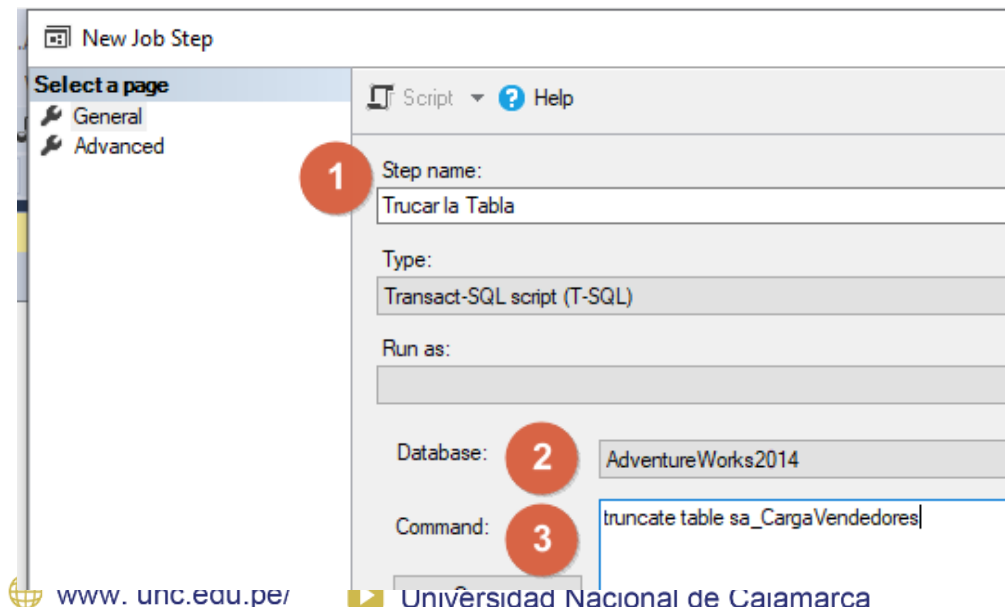 New Job Step
Select a page
General
Advanced
Script
Help
1
Step name:
Trucar la Tabla
Type:
Transact-SQL script (T-SQL)
Run as:
2
Database:
AdventureWorks2014
3
Command:
truncate table sa_CargaVendedores
www. unc.edu.pe/
Universidad Nacional de Cajamarca